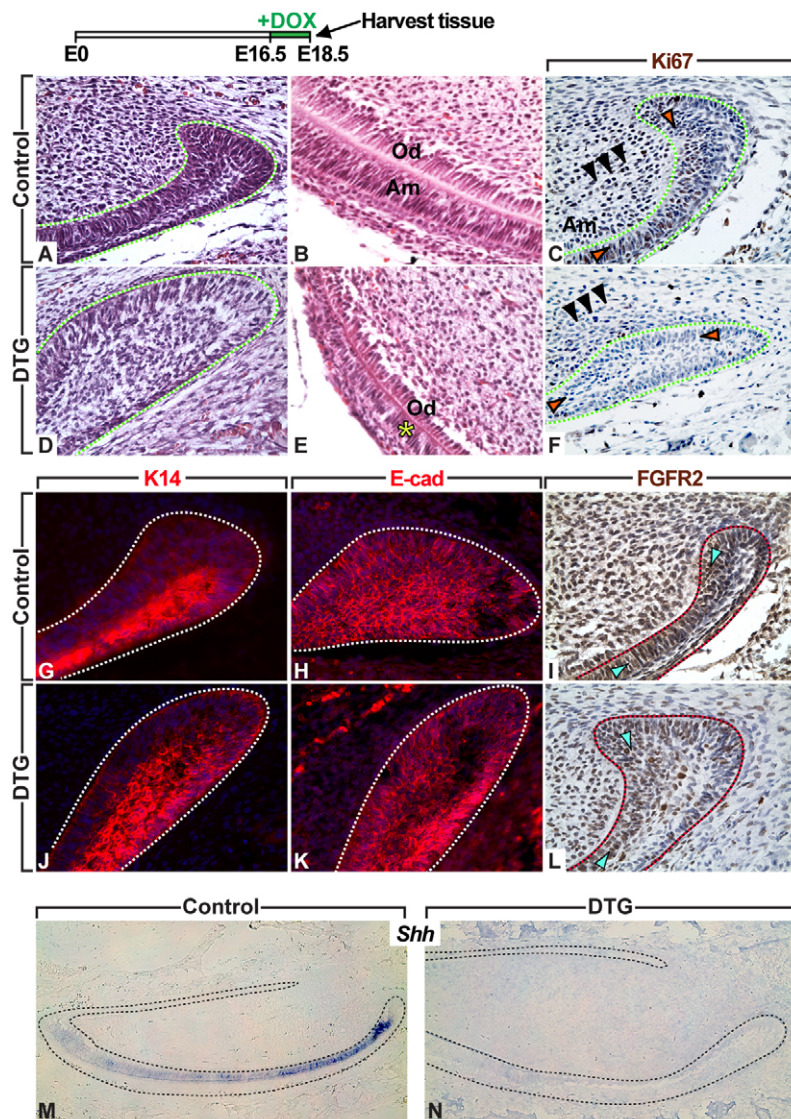 +DOX
Harvest tissue
E0 E16.5 E18.5
Ki67
Control
Od
Am
Am
A B C
DTG
Od
*
D E F
K14 E-cad FGFR2
Control
G H I
DTG
J K L
Control DTG
Shh
M N